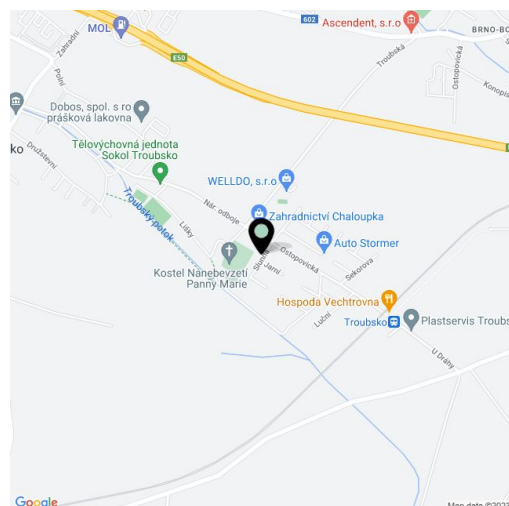 MOL
602
Ascendent, s.r.o
BRNO-BO
Zahradní
E50
Troubská
Ostopovická
Polní
Konopis
Dobos, spol. s ro
prášková lakovna
Družstevní
ko
Tělovýchovná jednota
Sokol Troubsko
WELLDO, s.r.o
Troubský potok
Nár. odboje
Zahradnictví Chaloupka
Lišky
Auto Stormer
Ostopovická
Kostel Nanebevzetí
Panny Marie
Jarní
Sekorova
Hospoda Vechtrovna
Luční
Troubsko
Plastservis Troubs
U Dráhy
Google
Map data ©2023